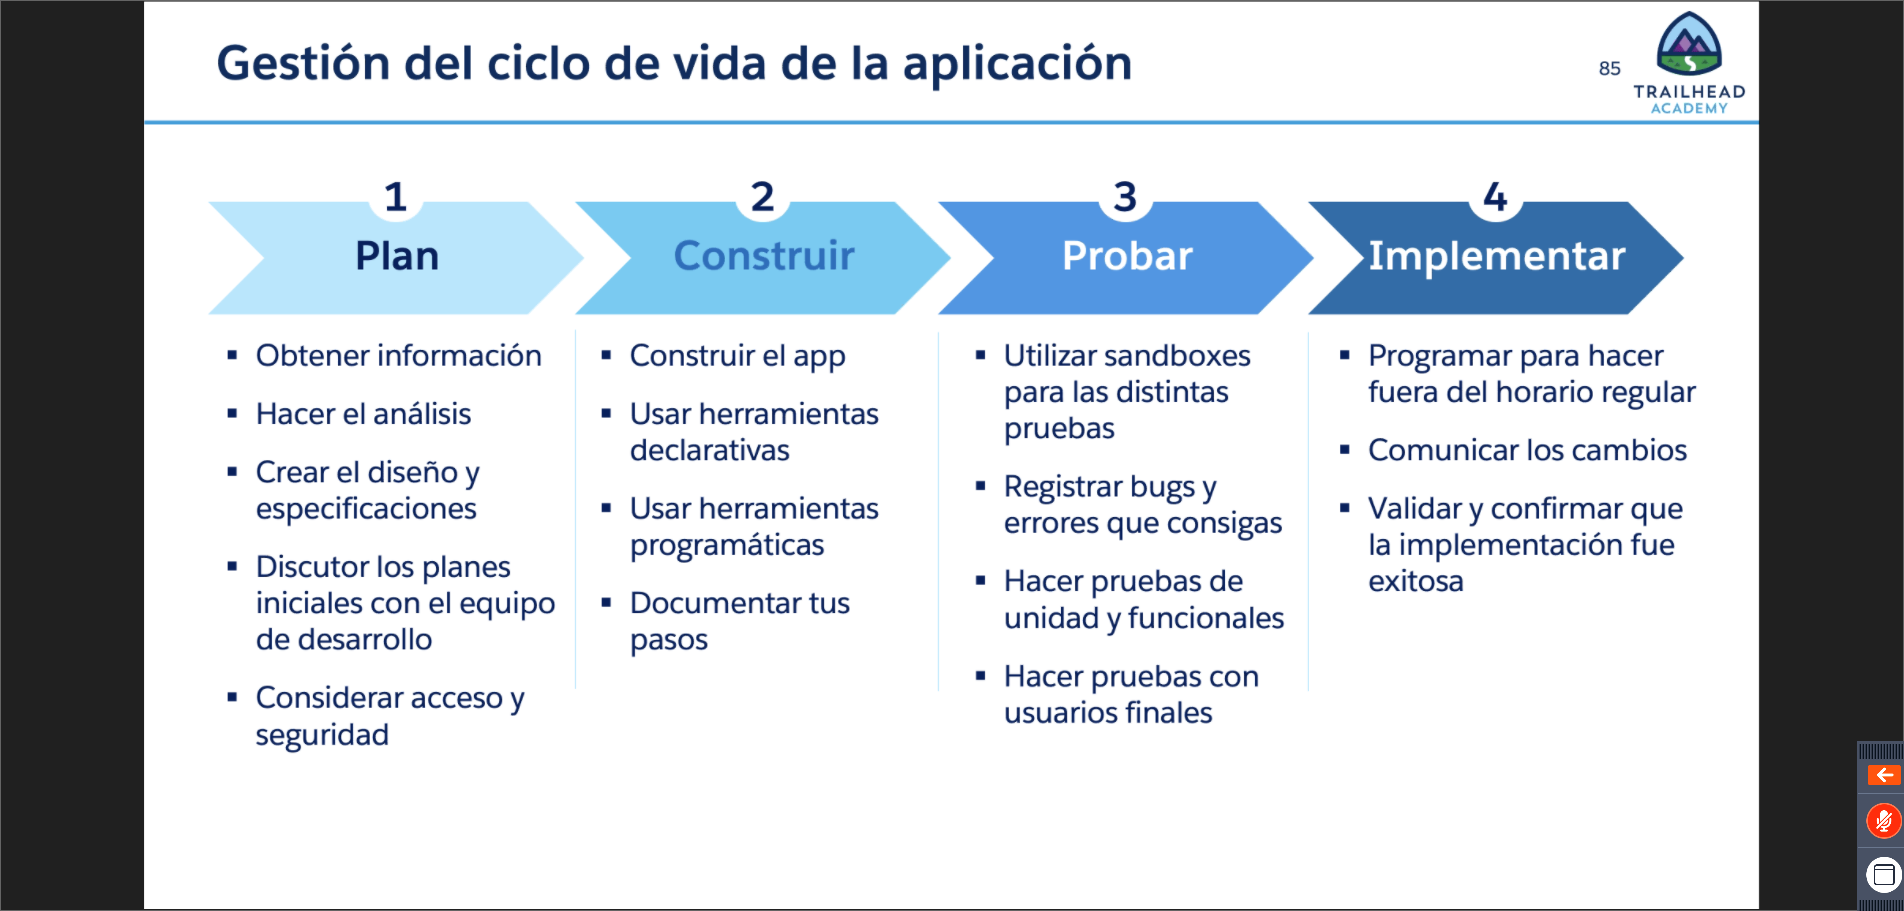 Gestión del ciclo de vida de la aplicación
85
TRAILHEAD
ACADEMY
1
Plan
Obtener información
Hacer el análisis
Crear el diseño y
especificaciones
Discutor los planes
iniciales con el equipo
de desarrollo
Considerar acceso y
seguridad
2
Construir
Construir el app
Usar herramientas
declarativas
Usar herramientas
programáticas
Documentar tus
pasos
3
Probar
Utilizar sandboxes
para las distintas
pruebas
Registrar bugs y
errores que consigas
Hacer pruebas de
unidad y funcionales
Hacer pruebas con
usuarios finales
4
Implementar
Programar para hacer
fuera del horario regular
Comunicar los cambios
Validar y confirmar que
la implementación fue
exitosa